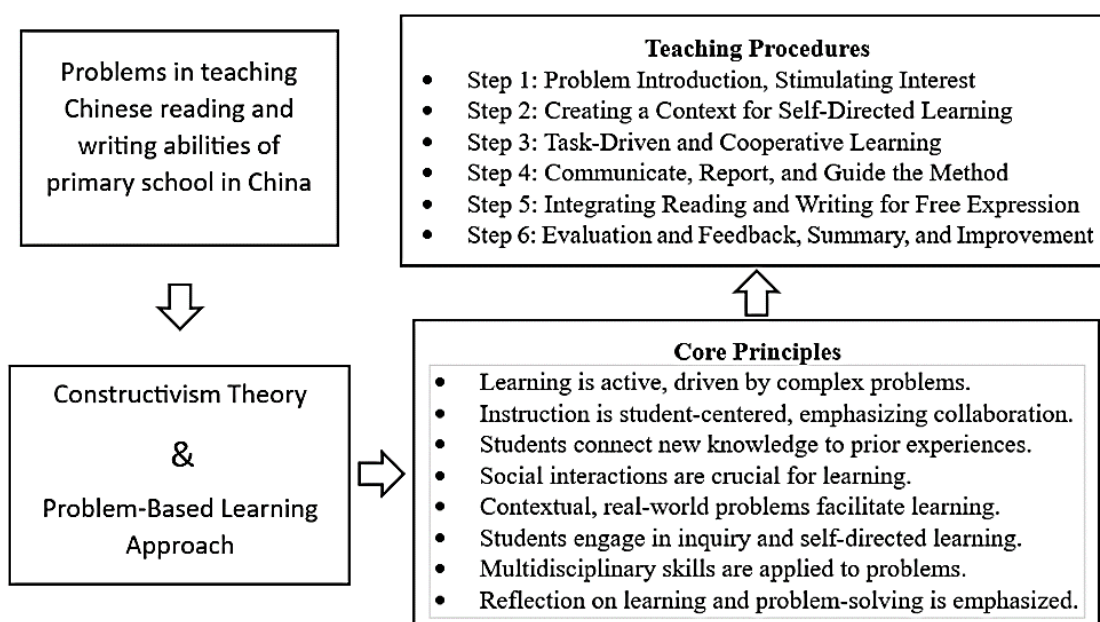 Problems in teaching
Chinese reading and
writing abilities of
primary school in China
Constructivism Theory
&
Problem-Based Learning
Approach
Core Principles
• Learning is active, driven by complex problems.
• Instruction is student-centered, emphasizing collaboration.
• Students connect new knowledge to prior experiences.
• Social interactions are crucial for learning.
• Contextual, real-world problems facilitate learning.
• Students engage in inquiry and self-directed learning.
• Multidisciplinary skills are applied to problems.
• Reflection on learning and problem-solving is emphasized.
Teaching Procedures
• Step 1: Problem Introduction, Stimulating Interest
• Step 2: Creating a Context for Self-Directed Learning
• Step 3: Task-Driven and Cooperative Learning
• Step 4: Communicate, Report, and Guide the Method
• Step 5: Integrating Reading and Writing for Free Expression
• Step 6: Evaluation and Feedback, Summary, and Improvement